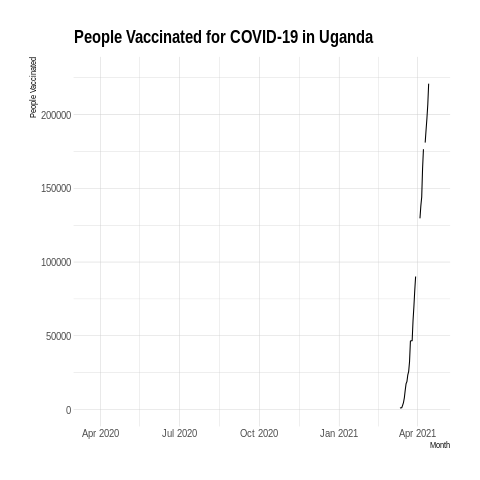 People Vaccinated for COVID-19 in Uganda
People Vaccinated
200000
150000
100000
50000
0
Apr 2020 Jul 2020 Oct 2020 Jan 2021 Apr 2021
Month